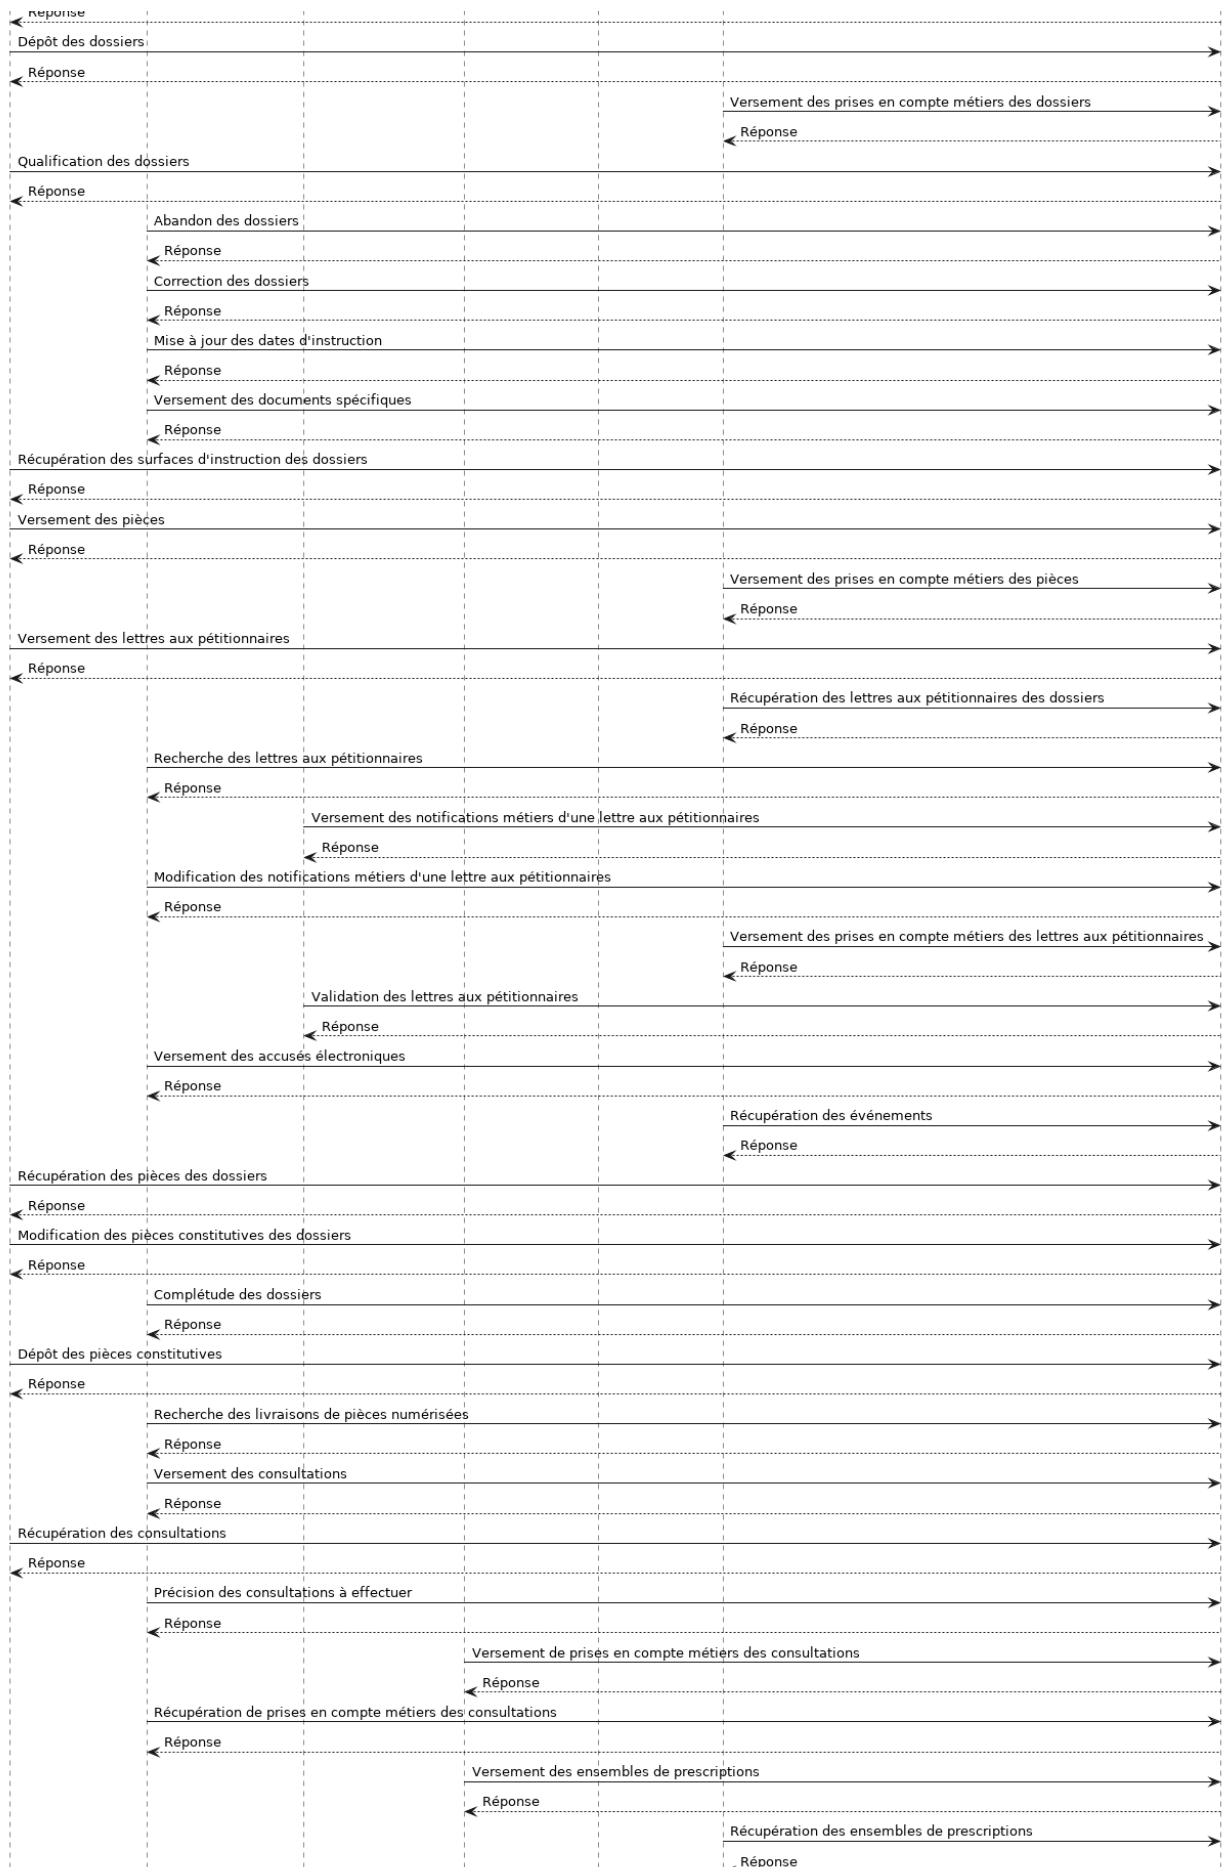 Réponse
Dépôt des dossiers
Réponse
Versement des prises en compte métiers des dossiers
Réponse
Qualification des dossiers
Réponse
Abandon des dossiers
Réponse
Correction des dossiers
Réponse
Mise à jour des dates d'instruction
Réponse
Versement des documents spécifiques
Réponse
Récupération des surfaces d'instruction des dossiers
Réponse
Versement des pièces
Réponse
Versement des prises en compte métiers des pièces
Réponse
Versement des lettres aux pétitionnaires
Réponse
Récupération des lettres aux pétitionnaires des dossiers
Réponse
Recherche des lettres aux pétitionnaires
Réponse
Versement des notifications métiers d'une lettre aux pétitionnaires
Réponse
Modification des notifications métiers d'une lettre aux pétitionnaires
Réponse
Versement des prises en compte métiers des lettres aux pétitionnaires
Réponse
Validation des lettres aux pétitionnaires
Réponse
Versement des accusés électroniques
Réponse
Récupération des événements
Réponse
Récupération des pièces des dossiers
Réponse
Modification des pièces constitutives des dossiers
Réponse
Complétude des dossiers
Réponse
Dépôt des pièces constitutives
Réponse
Recherche des livraisons de pièces numérisées
Réponse
Versement des consultations
Réponse
Récupération des consultations
Réponse
Précision des consultations à effectuer
Réponse
Versement de prises en compte métiers des consultations
Réponse
Récupération de prises en compte métiers des consultations
Réponse
Versement des ensembles de prescriptions
Réponse
Récupération des ensembles de prescriptions
Réponse